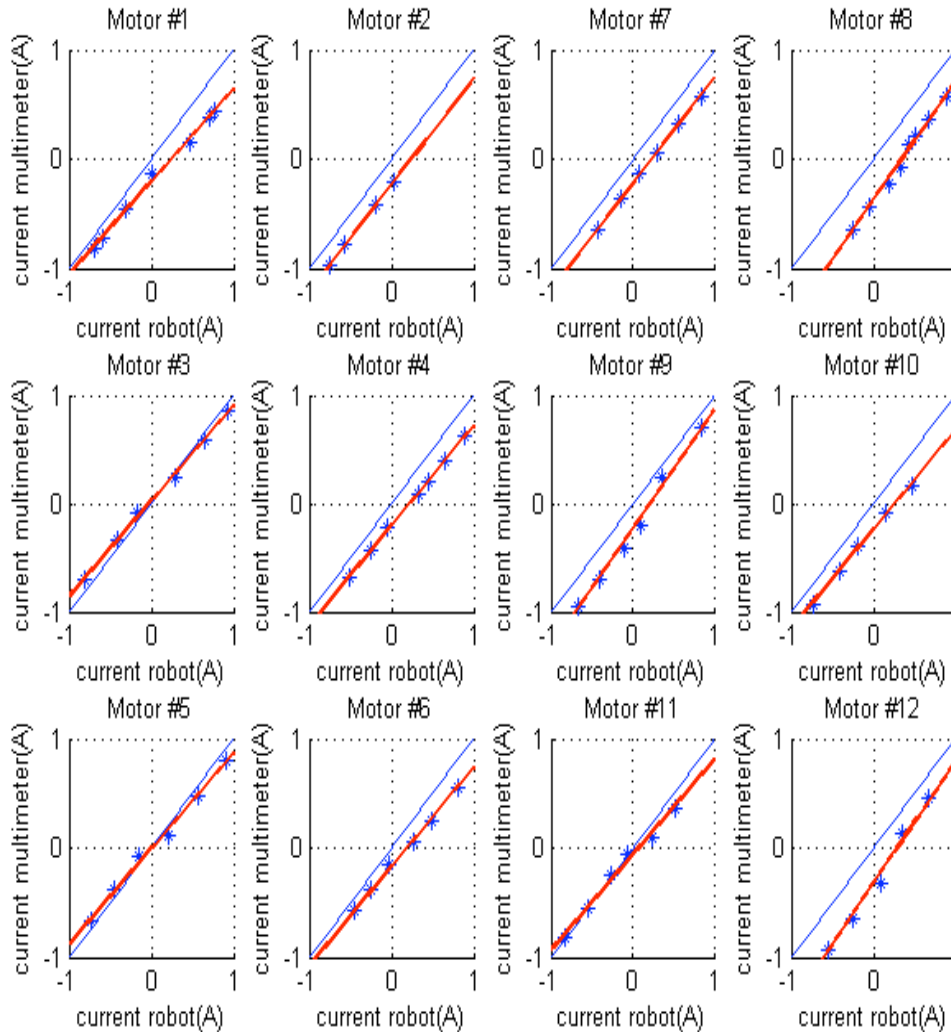 Motor #1
Motor #2
Motor #7
Motor #8
current multimeter(A)
1
0
-1
-1
0
1
current robot(A)
current multimeter(A)
1
0
-1
-1
0
1
current robot(A)
current multimeter(A)
1
0
-1
-1
0
1
current robot(A)
current multimeter(A)
1
0
-1
-1
0
1
current robot(A)
Motor #3
Motor #4
Motor #9
Motor #10
current multimeter(A)
1
0
-1
-1
0
1
current robot(A)
current multimeter(A)
1
0
-1
-1
0
1
current robot(A)
current multimeter(A)
1
0
-1
-1
0
1
current robot(A)
current multimeter(A)
1
0
-1
-1
0
1
current robot(A)
Motor #5
Motor #6
Motor #11
Motor #12
current multimeter(A)
1
0
-1
-1
0
1
current robot(A)
current multimeter(A)
1
0
-1
-1
0
1
current robot(A)
current multimeter(A)
1
0
-1
-1
0
1
current robot(A)
current multimeter(A)
1
0
-1
-1
0
1
current robot(A)